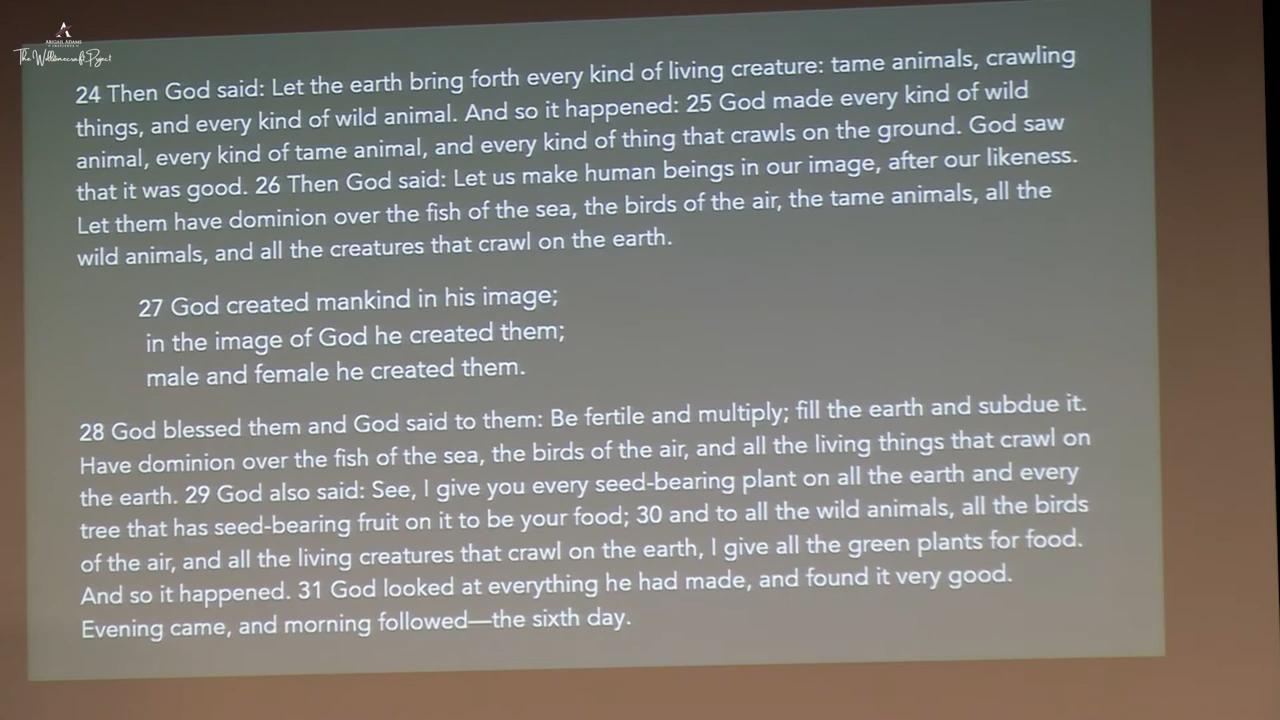 ABIGAIL ADAMS
INSTITUTE
The Wollstonecraft Project
24 Then God said: Let the earth bring forth every kind of living creature: tame animals, crawling
things, and every kind of wild animal. And so it happened: 25 God made every kind of wild
animal, every kind of tame animal, and every kind of thing that crawls on the ground. God saw
that it was good. 26 Then God said: Let us make human beings in our image, after our likeness.
Let them have dominion over the fish of the sea, the birds of the air, the tame animals, all the
wild animals, and all the creatures that crawl on the earth.
27 God created mankind in his image;
in the image of God he created them;
male and female he created them.
28 God blessed them and God said to them: Be fertile and multiply; fill the earth and subdue it.
Have dominion over the fish of the sea, the birds of the air, and all the living things that crawl on
the earth. 29 God also said: See, I give you every seed-bearing plant on all the earth and every
tree that has seed-bearing fruit on it to be your food; 30 and to all the wild animals, all the birds
of the air, and all the living creatures that crawl on the earth, I give all the green plants for food.
And so it happened. 31 God looked at everything he had made, and found it very good.
Evening came, and morning followed—the sixth day.